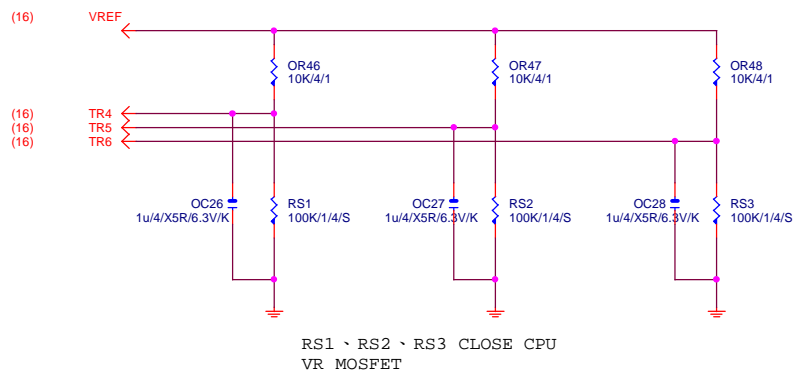 (16) VREF
OR46
10K/4/1
OR47
10K/4/1
OR48
10K/4/1
(16) TR4
(16) TR5
(16) TR6
OC26
1u/4/X5R/6.3V/K
RS1
100K/1/4/S
OC27
1u/4/X5R/6.3V/K
RS2
100K/1/4/S
OC28
1u/4/X5R/6.3V/K
RS3
100K/1/4/S
RS1、RS2、RS3 CLOSE CPU
VR MOSFET